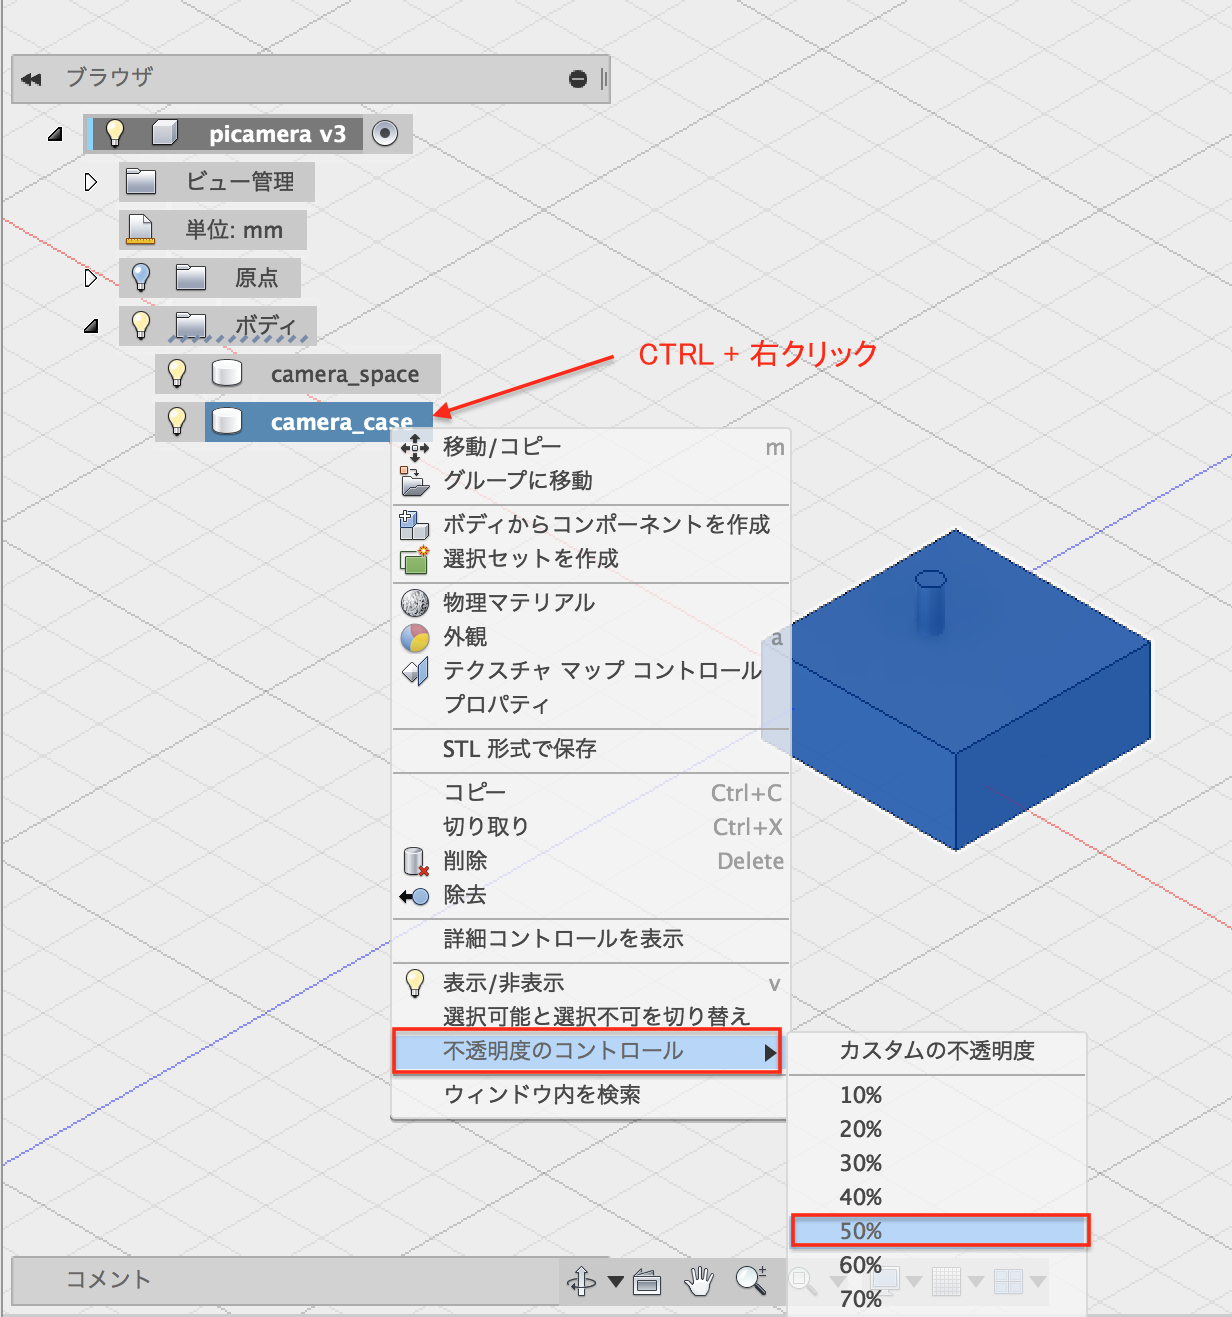 ブラウザ
picamera v3
ビュー管理
単位: mm
原点
ボディ
camera_space
CTRL + 右クリック
camera_case
移動/コピー m
グループに移動
ボディからコンポーネントを作成
選択セットを作成
物理マテリアル
外観 a
テクスチャ マップ コントロール
プロパティ
STL 形式で保存
コピー Ctrl+C
切り取り Ctrl+X
削除 Delete
除去
詳細コントロールを表示
表示/非表示 v
選択可能と選択不可を切り替え
不透明度のコントロール
ウィンドウ内を検索
カスタムの不透明度
10%
20%
30%
40%
50%
60%
70%
コメント